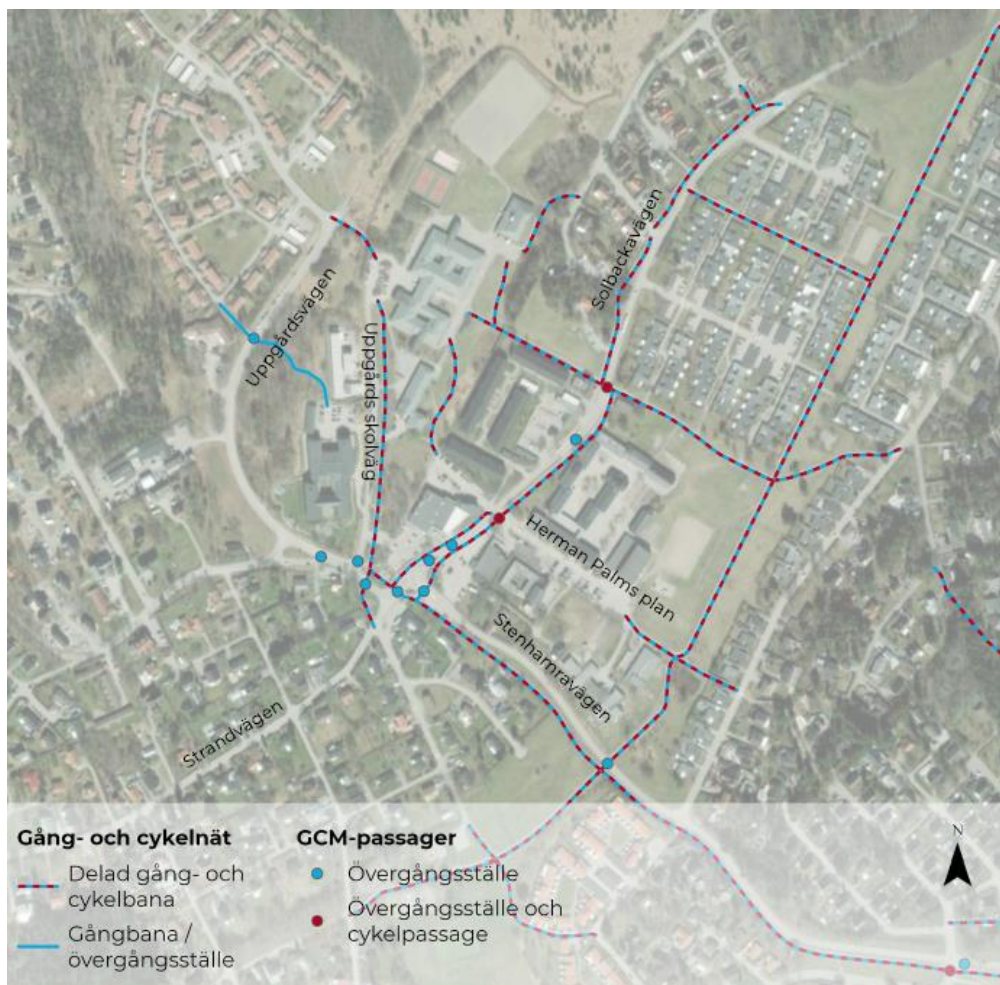 Solbackavägen
Uppgårdsvägen
Uppgårds skolväg
Herman Palms plan
Stenhamravägen
Strandvägen
Gång- och cykelnät
Delad gång- och
cykelbana
Gångbana /
övergångsställe
GCM-passager
Övergångsställe
Övergångsställe och
cykelpassage
N